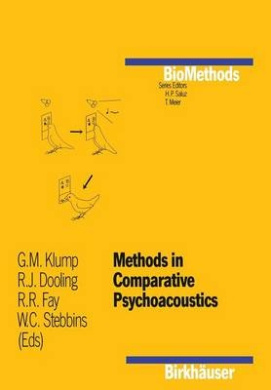 BioMethods
Series Editors
H. P. Saluz
T. Meier
G.M. Klump
R.J. Dooling
R.R. Fay
W.C. Stebbins
(Eds)
Methods in
Comparative
Psychoacoustics
Birkhäuser